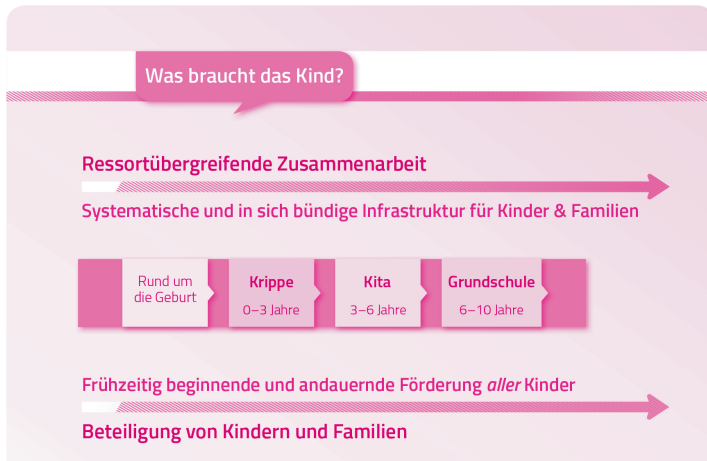 Was braucht das Kind?
Ressortübergreifende Zusammenarbeit
Systematische und in sich bündige Infrastruktur für Kinder & Familien
Rund um
die Geburt
Krippe
0–3 Jahre
Kita
3–6 Jahre
Grundschule
6–10 Jahre
Frühzeitig beginnende und andauernde Förderung aller Kinder
Beteiligung von Kindern und Familien